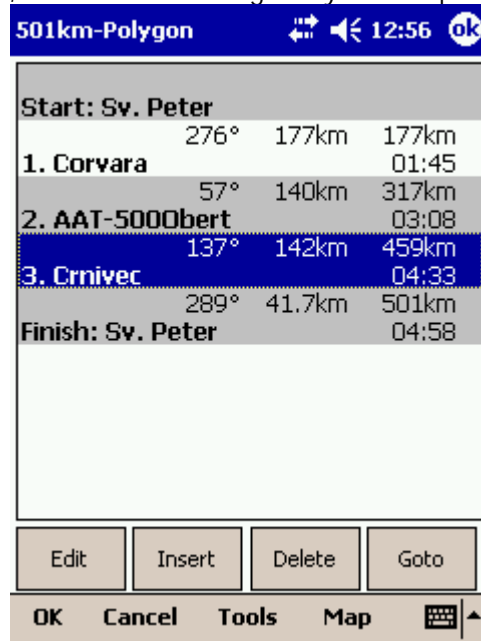 501km-Polygon 12:56 ok
Start: Sv. Peter
276° 177km 177km
1. Corvara 01:45
57° 140km 317km
2. AAT-500Obert 03:08
137° 142km 459km
3. Crnivec 04:33
289° 41.7km 501km
Finish: Sv. Peter 04:58
Edit Insert Delete Goto
OK Cancel Tools Map